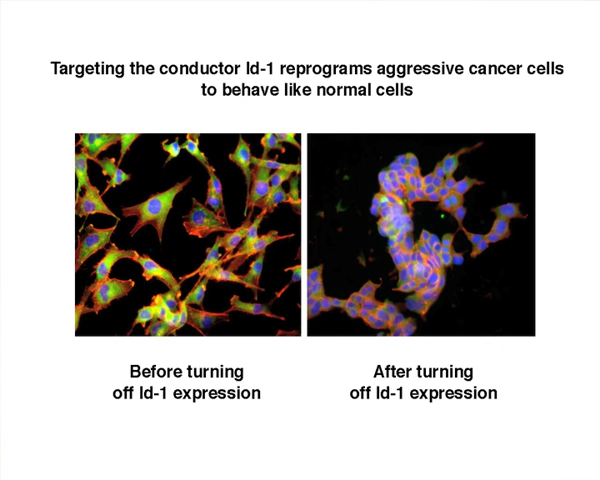 Targeting the conductor Id-1 reprograms aggressive cancer cells
to behave like normal cells
Before turning
off Id-1 expression
After turning
off Id-1 expression